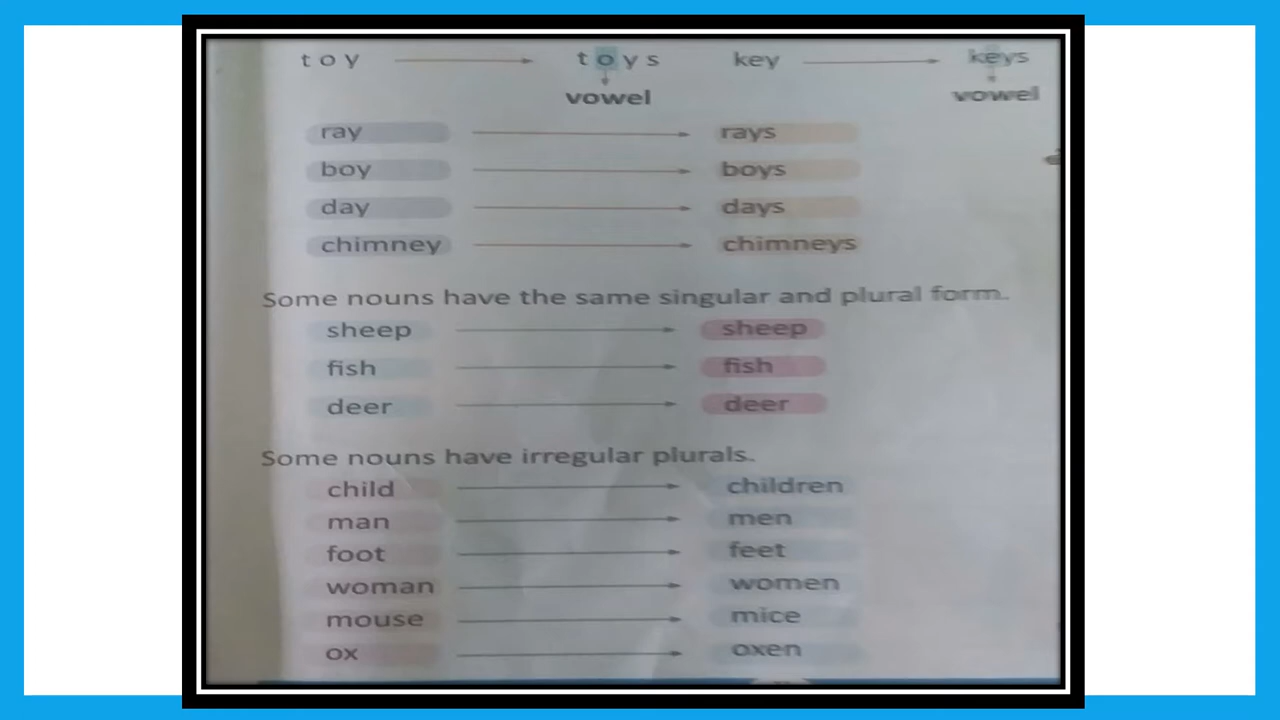 toy toys key keys
vowel vowel
ray rays
boy boys
day days
chimney chimneys
Some nouns have the same singular and plural form.
sheep sheep
fish fish
deer deer
Some nouns have irregular plurals.
child children
man men
foot feet
woman women
mouse mice
ox oxen